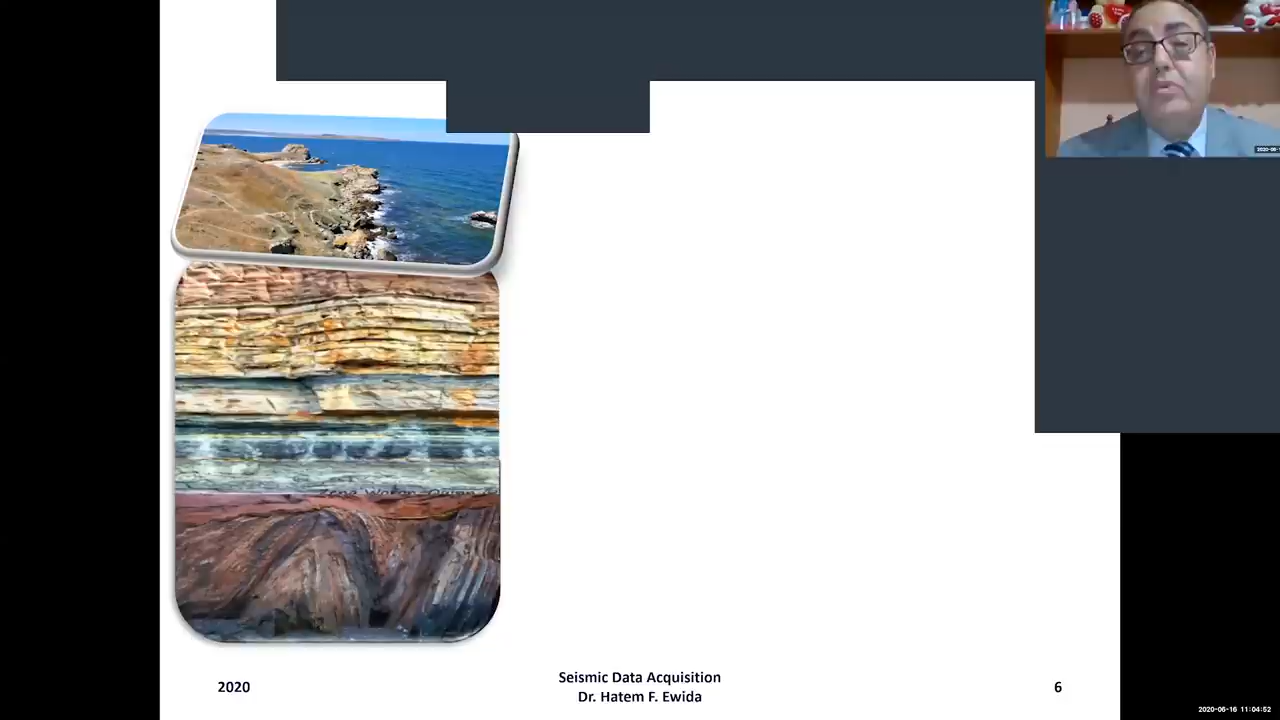 2020
Seismic Data Acquisition
Dr. Hatem F. Ewida
6
2020-06-16 11:04:52